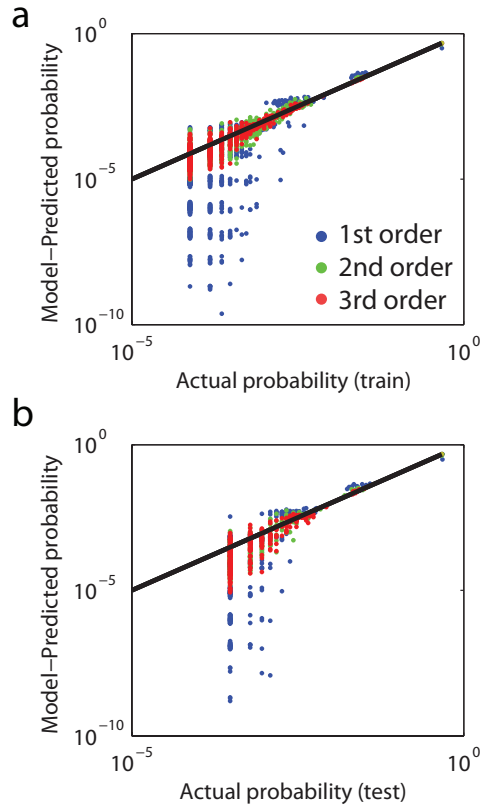 a
10^0
10^-5
10^-10
Model−Predicted probability
1st order
2nd order
3rd order
10^-5
10^0
Actual probability (train)
b
10^0
10^-5
10^-10
Model−Predicted probability
10^-5
10^0
Actual probability (test)